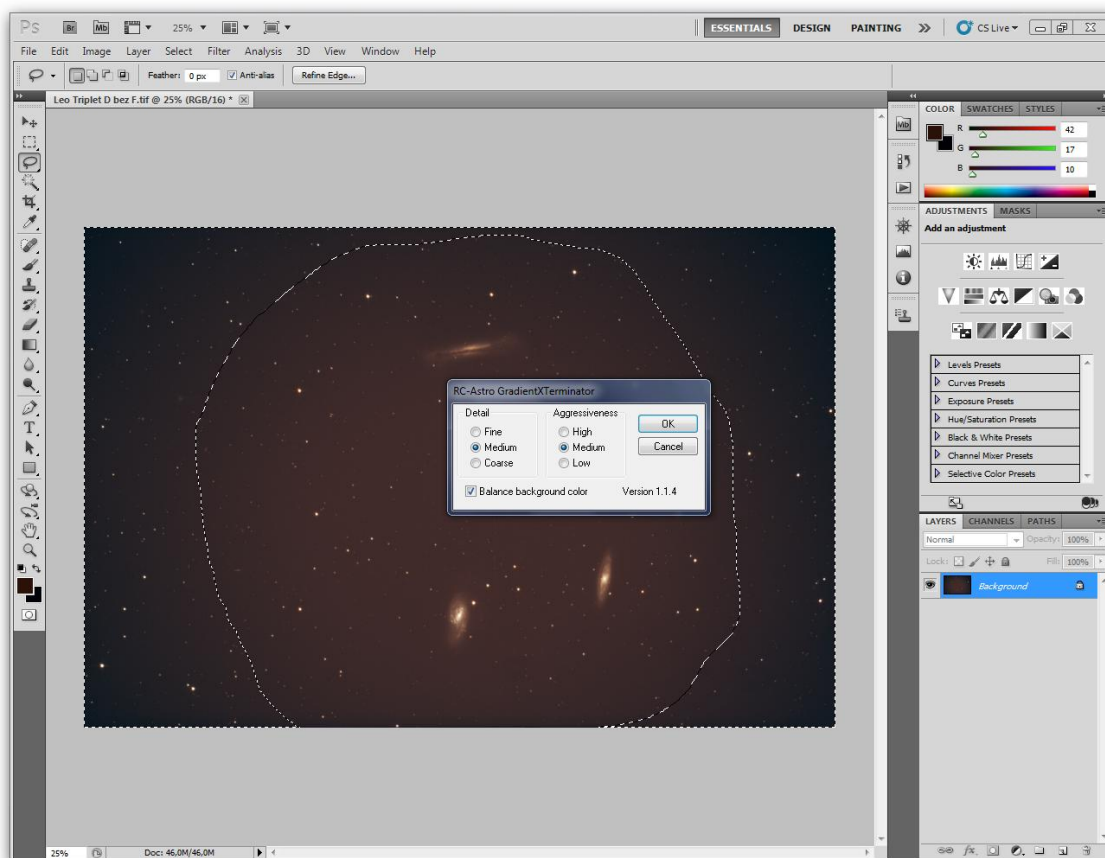 Ps Br Mb 25% ESSENTIALS DESIGN PAINTING CS Live
File Edit Image Layer Select Filter Analysis 3D View Window Help
Feather: 0 px Anti-alias Refine Edge...
Leo Triplet D bez F.tif @ 25% (RGB/16) *
COLOR SWATCHES STYLES
R 42
G 17
B 10
ADJUSTMENTS MASKS
Add an adjustment
Levels Presets
Curves Presets
Exposure Presets
Hue/Saturation Presets
Black & White Presets
Channel Mixer Presets
Selective Color Presets
LAYERS CHANNELS PATHS
Normal Opacity: 100%
Lock: Fill: 100%
Background
RC-Astro GradientXTerminator
Detail Aggressiveness
Fine High OK
Medium Medium Cancel
Coarse Low
Balance background color Version 1.1.4
25% Doc: 46,0M/46,0M